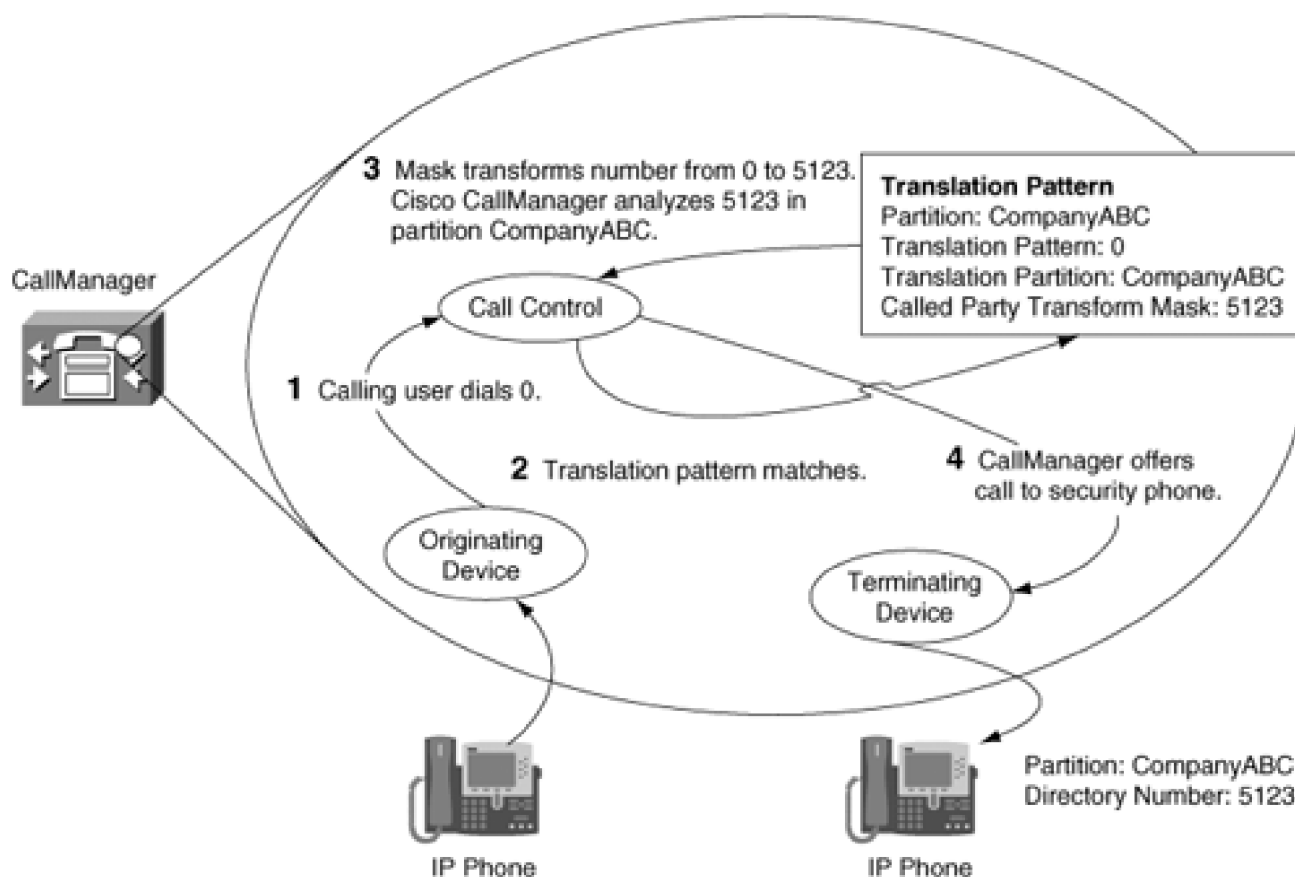 3 Mask transforms number from 0 to 5123.
Cisco CallManager analyzes 5123 in
partition CompanyABC.
Translation Pattern
Partition: CompanyABC
Translation Pattern: 0
Translation Partition: CompanyABC
Called Party Transform Mask: 5123
CallManager
Call Control
1 Calling user dials 0.
2 Translation pattern matches.
4 CallManager offers
call to security phone.
Originating
Device
Terminating
Device
Partition: CompanyABC
Directory Number: 5123
IP Phone
IP Phone